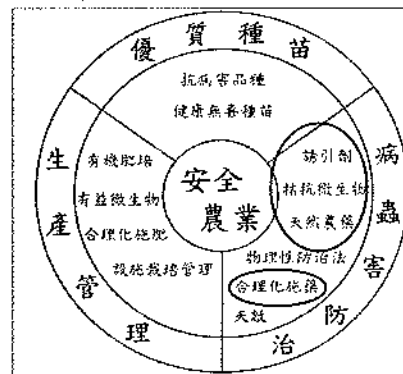 優質種苗
抗病害品種
健康無毒種苗
生產管理
有機肥培
有益微生物
合理化施肥
設施栽培管理
安全
農業
病蟲害防治
誘引劑
拮抗微生物
天然農藥
物理性防治法
合理化施藥
天敵